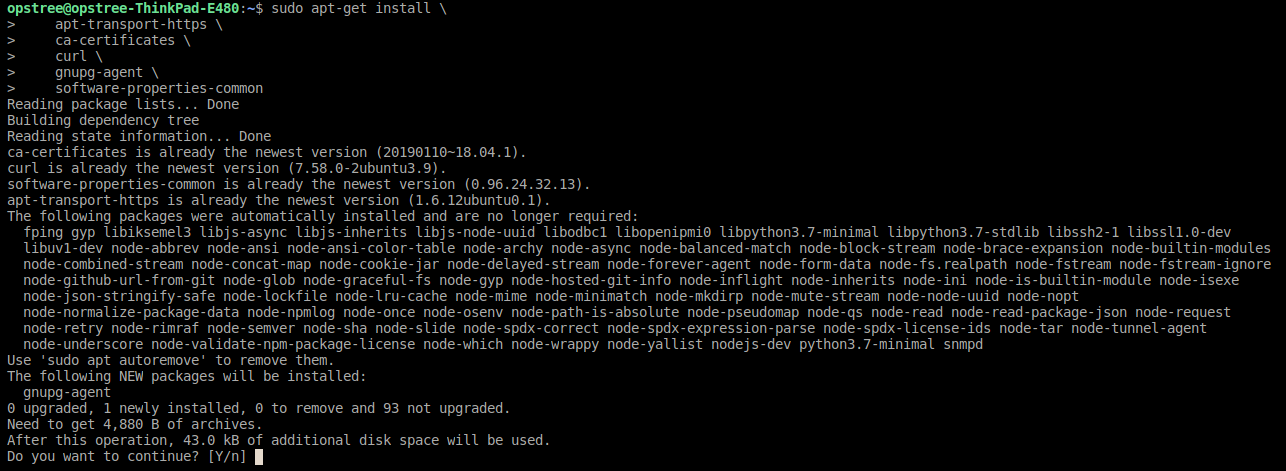 opstree@opstree-ThinkPad-E480:~$ sudo apt-get install \
>     apt-transport-https \
>     ca-certificates \
>     curl \
>     gnupg-agent \
>     software-properties-common
Reading package lists... Done
Building dependency tree
Reading state information... Done
ca-certificates is already the newest version (20190110~18.04.1).
curl is already the newest version (7.58.0-2ubuntu3.9).
software-properties-common is already the newest version (0.96.24.32.13).
apt-transport-https is already the newest version (1.6.12ubuntu0.1).
The following packages were automatically installed and are no longer required:
  fping gyp libiksemel3 libjs-async libjs-inherits libjs-node-uuid libodbc1 libopenipmi0 libpython3.7-minimal libpython3.7-stdlib libssh2-1 libssl1.0-dev
  libuv1-dev node-abbrev node-ansi node-ansi-color-table node-archy node-async node-balanced-match node-block-stream node-brace-expansion node-builtin-modules
  node-combined-stream node-concat-map node-cookie-jar node-delayed-stream node-forever-agent node-form-data node-fs.realpath node-fstream node-fstream-ignore
  node-github-url-from-git node-glob node-graceful-fs node-gyp node-hosted-git-info node-inflight node-inherits node-ini node-is-builtin-module node-isexe
  node-json-stringify-safe node-lockfile node-lru-cache node-mime node-minimatch node-mkdirp node-mute-stream node-node-uuid node-nopt
  node-normalize-package-data node-npmlog node-once node-osenv node-path-is-absolute node-pseudomap node-qs node-read node-read-package-json node-request
  node-retry node-rimraf node-semver node-sha node-slide node-spdx-correct node-spdx-expression-parse node-spdx-license-ids node-tar node-tunnel-agent
  node-underscore node-validate-npm-package-license node-which node-wrappy node-yallist nodejs-dev python3.7-minimal snmpd
Use 'sudo apt autoremove' to remove them.
The following NEW packages will be installed:
  gnupg-agent
0 upgraded, 1 newly installed, 0 to remove and 93 not upgraded.
Need to get 4,880 B of archives.
After this operation, 43.0 kB of additional disk space will be used.
Do you want to continue? [Y/n]